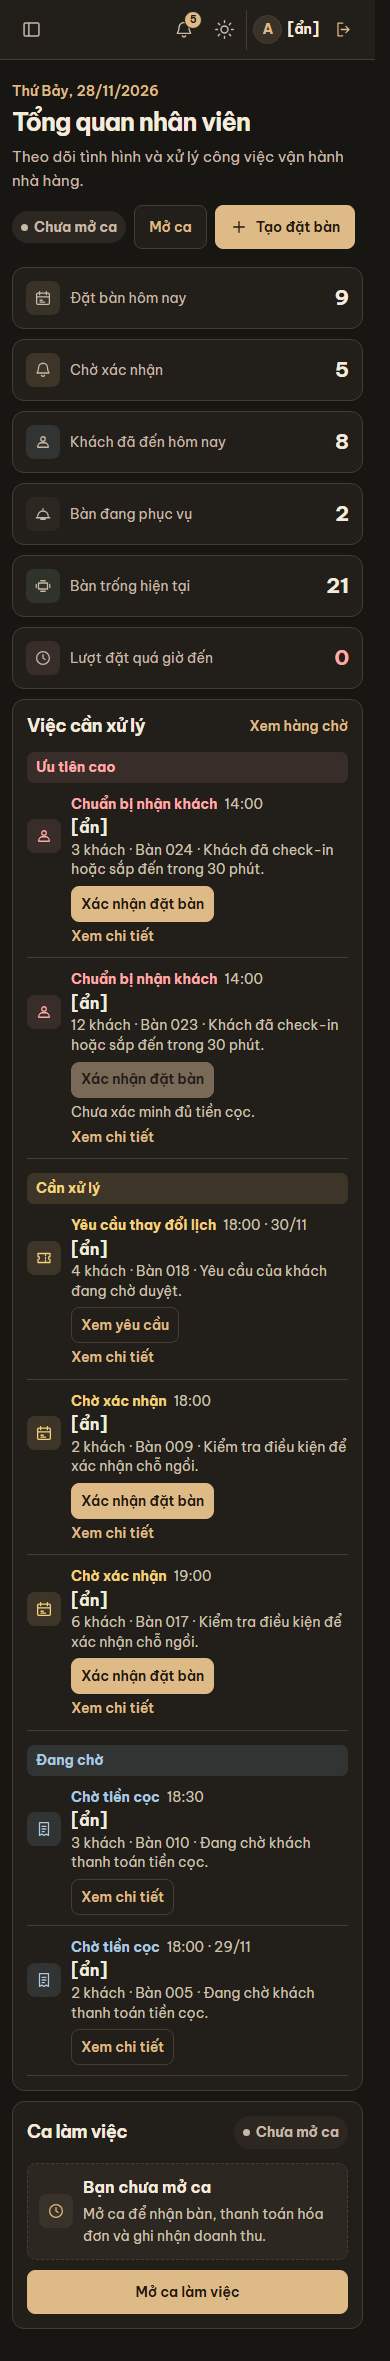 5
A [ẩn]
Thứ Bảy, 28/11/2026
Tổng quan nhân viên
Theo dõi tình hình và xử lý công việc vận hành
nhà hàng.
Chưa mở ca
Mở ca
Tạo đặt bàn
Đặt bàn hôm nay 9
Chờ xác nhận 5
Khách đã đến hôm nay 8
Bàn đang phục vụ 2
Bàn trống hiện tại 21
Lượt đặt quá giờ đến 0
Việc cần xử lý Xem hàng chờ
Ưu tiên cao
Chuẩn bị nhận khách 14:00
[ẩn]
3 khách · Bàn 024 · Khách đã check-in
hoặc sắp đến trong 30 phút.
Xác nhận đặt bàn
Xem chi tiết
Chuẩn bị nhận khách 14:00
[ẩn]
12 khách · Bàn 023 · Khách đã check-in
hoặc sắp đến trong 30 phút.
Xác nhận đặt bàn
Chưa xác minh đủ tiền cọc.
Xem chi tiết
Cần xử lý
Yêu cầu thay đổi lịch 18:00 · 30/11
[ẩn]
4 khách · Bàn 018 · Yêu cầu của khách
đang chờ duyệt.
Xem yêu cầu
Xem chi tiết
Chờ xác nhận 18:00
[ẩn]
2 khách · Bàn 009 · Kiểm tra điều kiện để
xác nhận chỗ ngồi.
Xác nhận đặt bàn
Xem chi tiết
Chờ xác nhận 19:00
[ẩn]
6 khách · Bàn 017 · Kiểm tra điều kiện để
xác nhận chỗ ngồi.
Xác nhận đặt bàn
Xem chi tiết
Đang chờ
Chờ tiền cọc 18:30
[ẩn]
3 khách · Bàn 010 · Đang chờ khách
thanh toán tiền cọc.
Xem chi tiết
Chờ tiền cọc 18:00 · 29/11
[ẩn]
2 khách · Bàn 005 · Đang chờ khách
thanh toán tiền cọc.
Xem chi tiết
Ca làm việc Chưa mở ca
Bạn chưa mở ca
Mở ca để nhận bàn, thanh toán hóa
đơn và ghi nhận doanh thu.
Mở ca làm việc